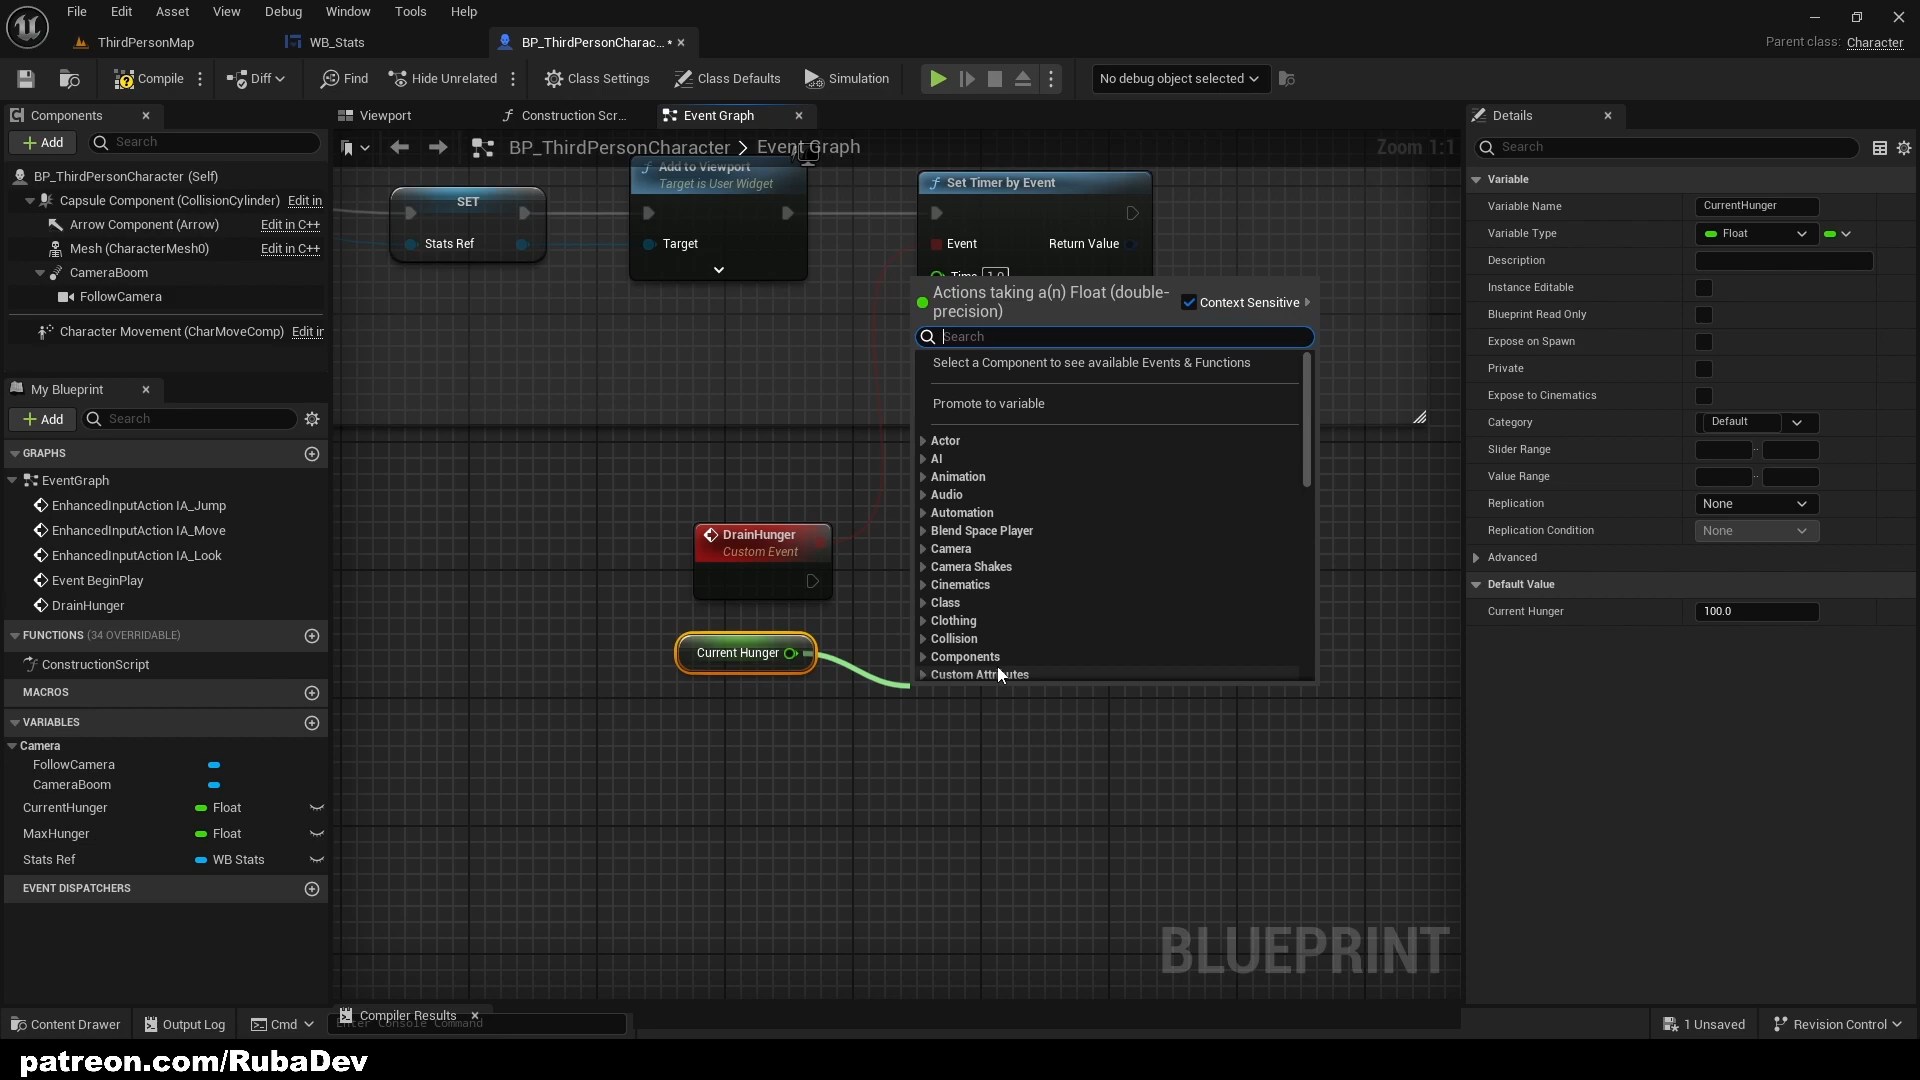 File Edit Asset View Debug Window Tools Help
ThirdPersonMap WB_Stats BP_ThirdPersonCharac... •
Parent class: Character
Compile Diff Find Hide Unrelated Class Settings Class Defaults Simulation No debug object selected
Components
Add Search
BP_ThirdPersonCharacter (Self)
Capsule Component (CollisionCylinder) Edit in
Arrow Component (Arrow) Edit in C++
Mesh (CharacterMesh0) Edit in C++
CameraBoom
FollowCamera
Character Movement (CharMoveComp) Edit in
My Blueprint
Add Search
GRAPHS
EventGraph
EnhancedInputAction IA_Jump
EnhancedInputAction IA_Move
EnhancedInputAction IA_Look
Event BeginPlay
DrainHunger
FUNCTIONS (34 OVERRIDABLE)
ConstructionScript
MACROS
VARIABLES
Camera
FollowCamera
CameraBoom
CurrentHunger Float
MaxHunger Float
Stats Ref WB Stats
EVENT DISPATCHERS
Viewport Construction Scr... Event Graph
BP_ThirdPersonCharacter > Event Graph
Zoom 1:1
SET
Stats Ref
Add to Viewport
Target is User Widget
Target
Set Timer by Event
Event Return Value
Time 1.0
DrainHunger
Custom Event
Current Hunger
Actions taking a(n) Float (double-
precision)
Context Sensitive
Search
Select a Component to see available Events & Functions
Promote to variable
Actor
AI
Animation
Audio
Automation
Blend Space Player
Camera
Camera Shakes
Cinematics
Class
Clothing
Collision
Components
Custom Attributes
BLUEPRINT
Details
Search
Variable
Variable Name CurrentHunger
Variable Type Float
Description
Instance Editable
Blueprint Read Only
Expose on Spawn
Private
Expose to Cinematics
Category Default
Slider Range
Value Range
Replication None
Replication Condition None
Advanced
Default Value
Current Hunger 100.0
Compiler Results
Content Drawer Output Log Cmd Enter Console Command
1 Unsaved Revision Control
patreon.com/RubaDev